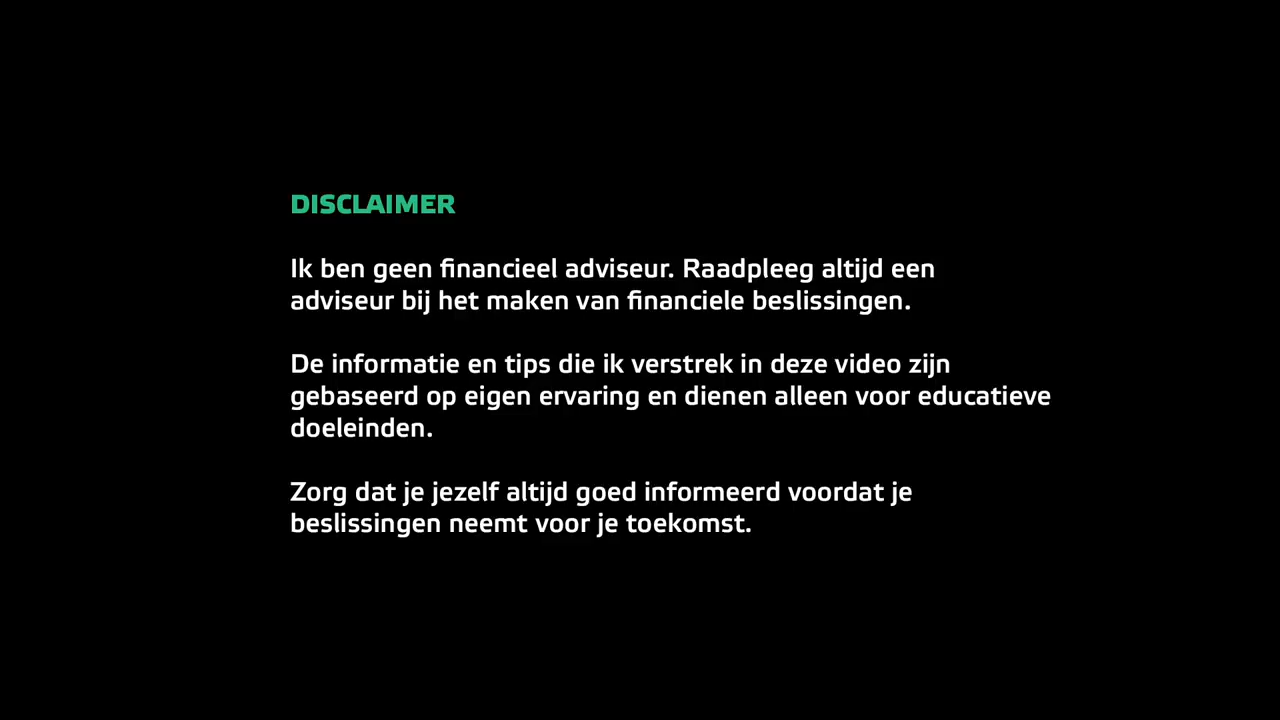 DISCLAIMER
Ik ben geen financieel adviseur. Raadpleeg altijd een
adviseur bij het maken van financiele beslissingen.
De informatie en tips die ik verstrek in deze video zijn
gebaseerd op eigen ervaring en dienen alleen voor educatieve
doeleinden.
Zorg dat je jezelf altijd goed informeerd voordat je
beslissingen neemt voor je toekomst.